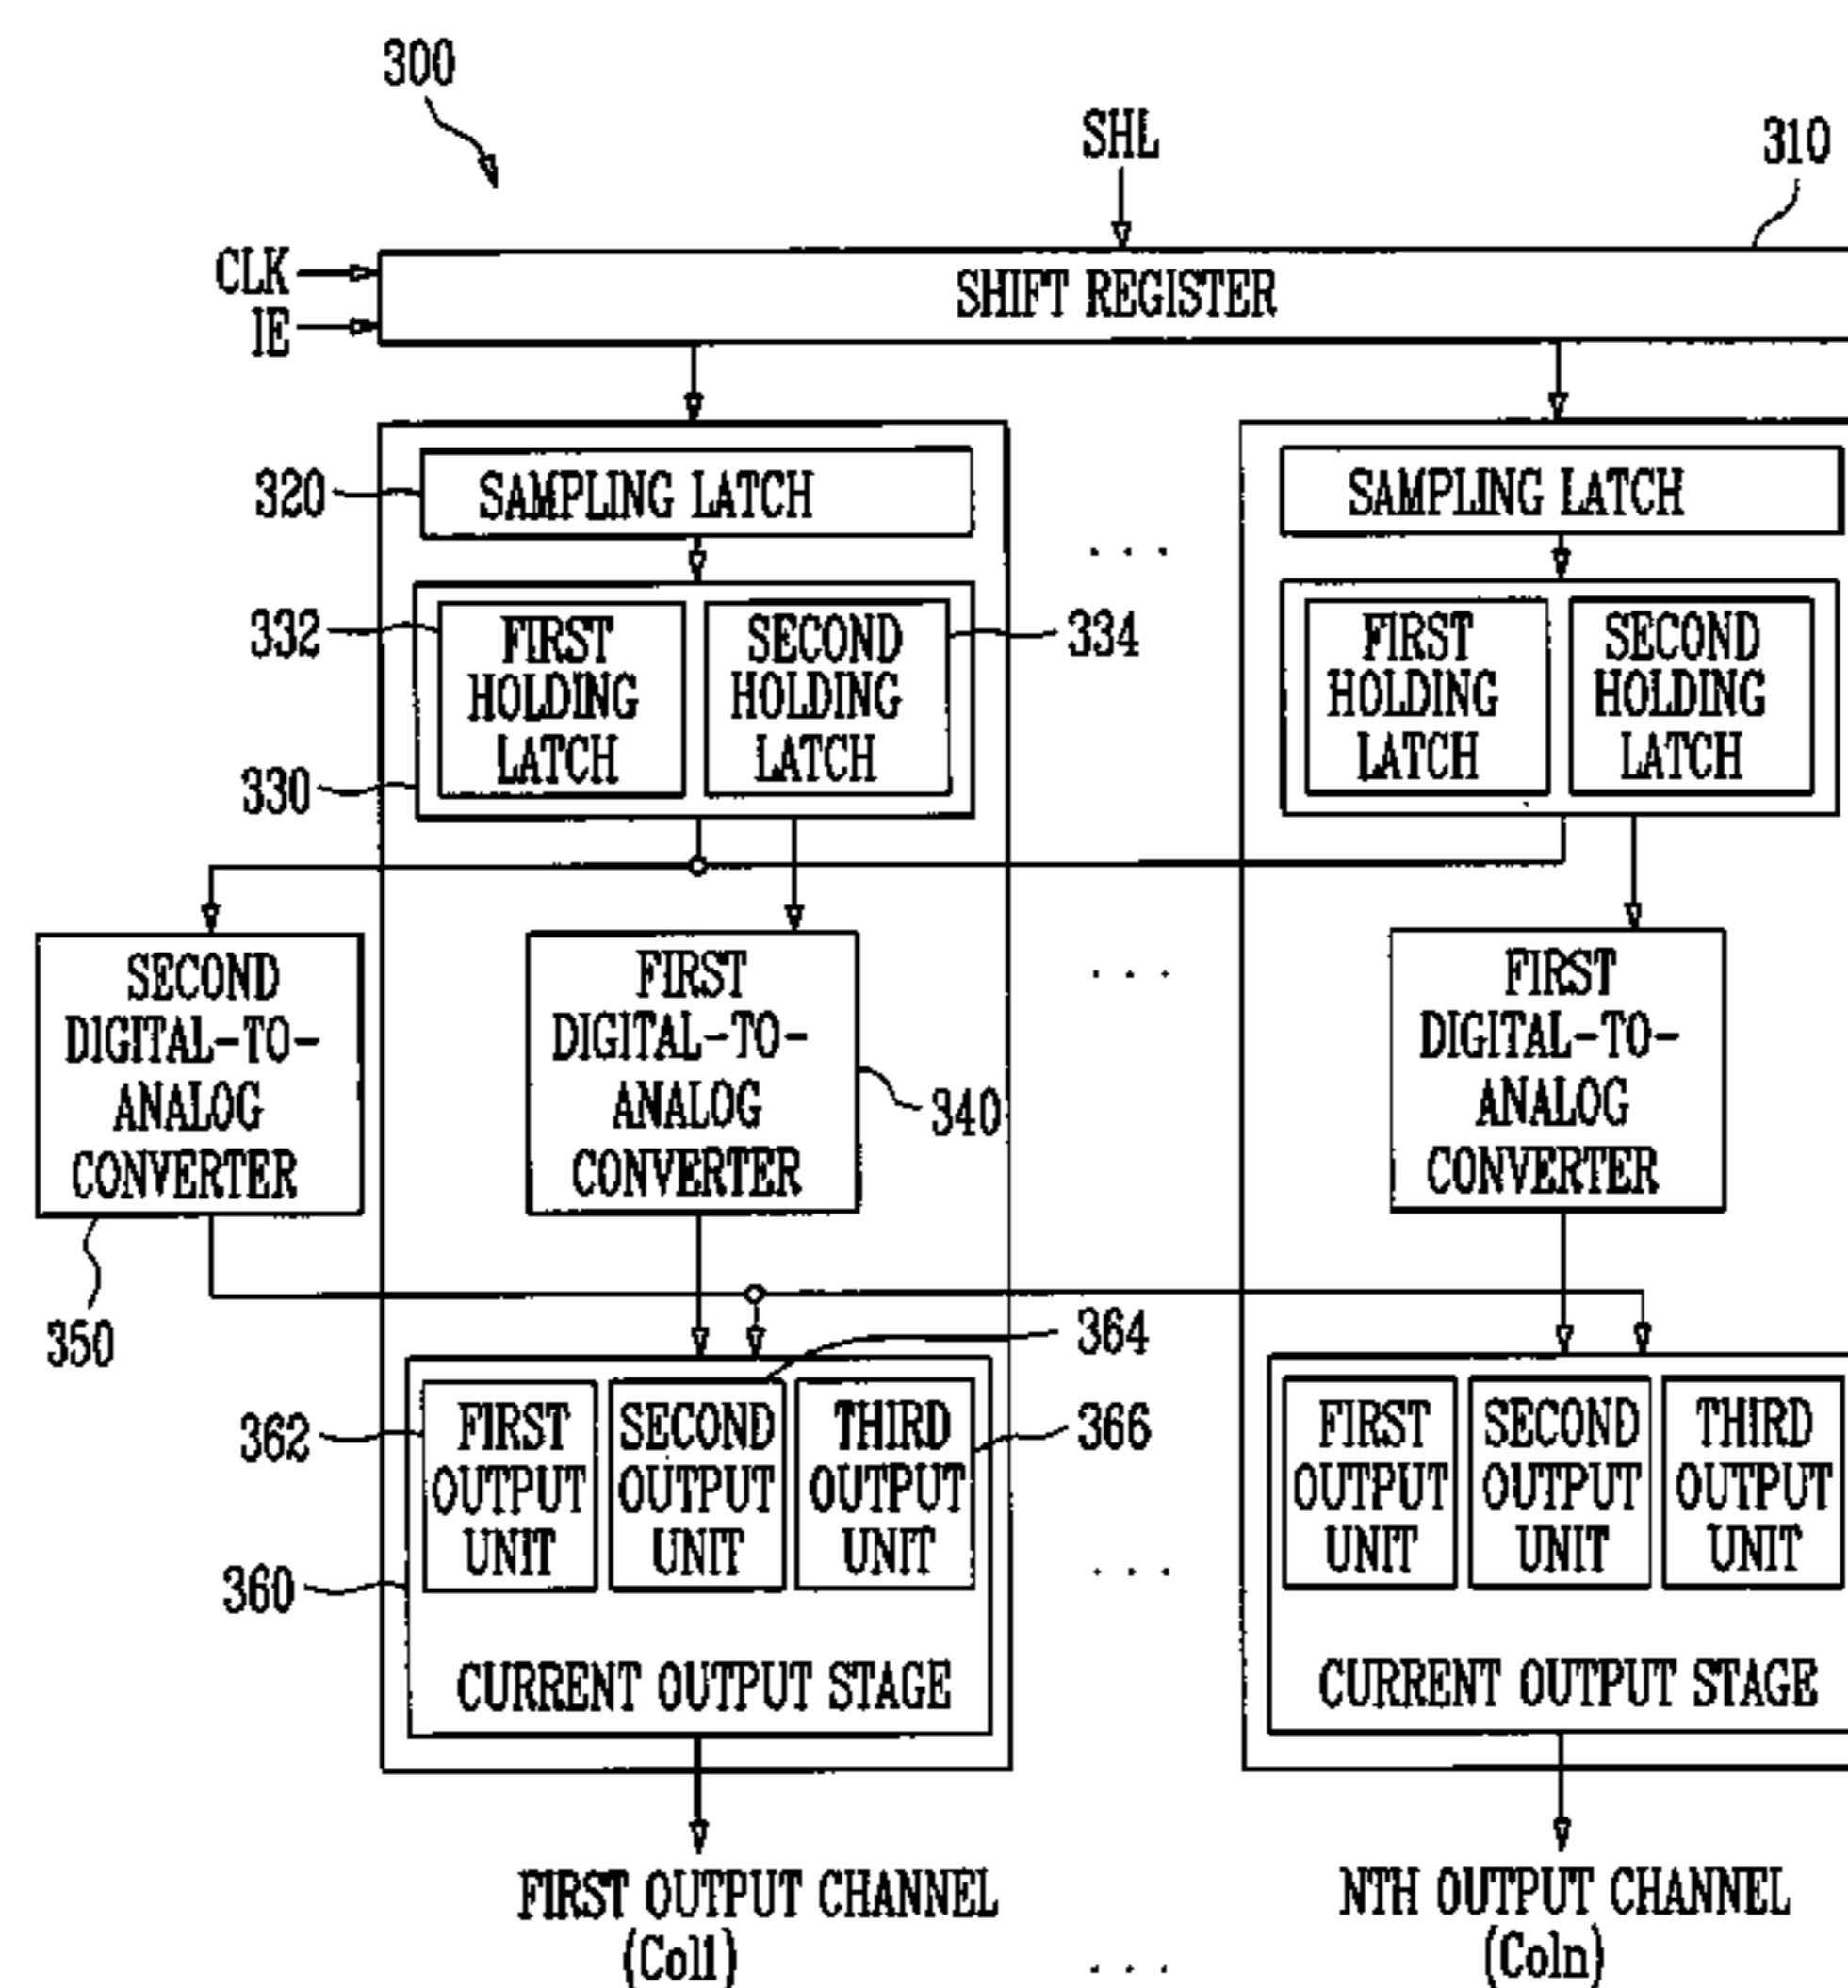 300
SHL
310
CLK
IE
SHIFT REGISTER
320
SAMPLING LATCH
. . .
SAMPLING LATCH
332
FIRST
HOLDING
LATCH
SECOND
HOLDING
LATCH
334
330
FIRST
HOLDING
LATCH
SECOND
HOLDING
LATCH
SECOND
DIGITAL-TO-
ANALOG
CONVERTER
350
FIRST
DIGITAL-TO-
ANALOG
CONVERTER
340
. . .
FIRST
DIGITAL-TO-
ANALOG
CONVERTER
364
362
FIRST
OUTPUT
UNIT
SECOND
OUTPUT
UNIT
THIRD
OUTPUT
UNIT
366
360
CURRENT OUTPUT STAGE
. . .
FIRST
OUTPUT
UNIT
SECOND
OUTPUT
UNIT
THIRD
OUTPUT
UNIT
CURRENT OUTPUT STAGE
FIRST OUTPUT CHANNEL
(Col1)
. . .
NTH OUTPUT CHANNEL
(Coln)